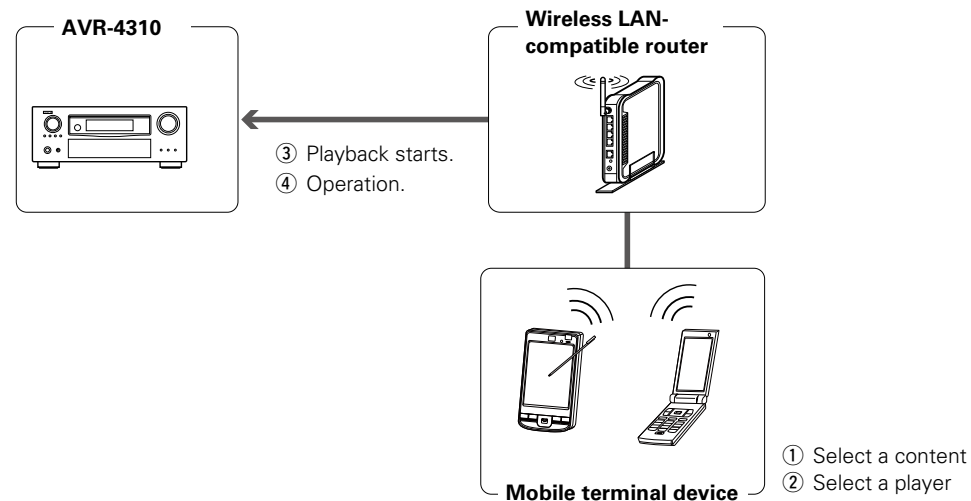 AVR-4310
Wireless LAN-
compatible router
③ Playback starts.
④ Operation.
① Select a content
② Select a player
Mobile terminal device